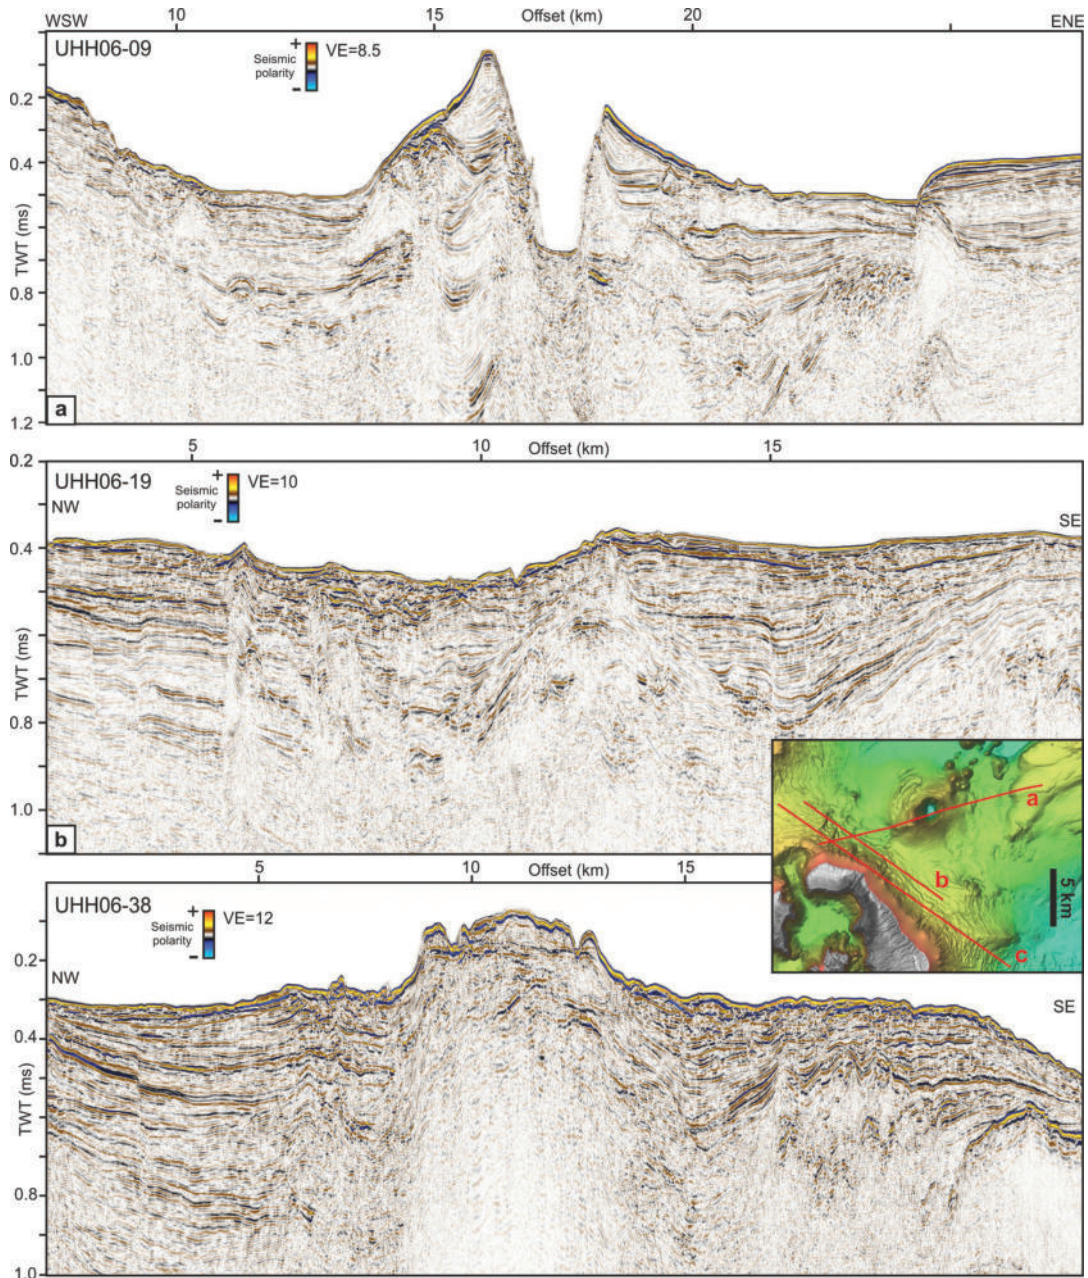 WSW 10 15 Offset (km) 20 ENE
UHH06-09
+
Seismic
polarity
-
VE=8.5
0.2
0.4
0.6
0.8
1.0
1.2
TWT (ms)
a
5 10 Offset (km) 15
0.2
UHH06-19
+
Seismic
polarity
-
VE=10
NW
SE
0.4
0.6
0.8
1.0
TWT (ms)
b
a
b
c
5 km
5 10 Offset (km) 15
UHH06-38
+
Seismic
polarity
-
VE=12
NW
SE
0.2
0.4
0.6
0.8
1.0
TWT (ms)